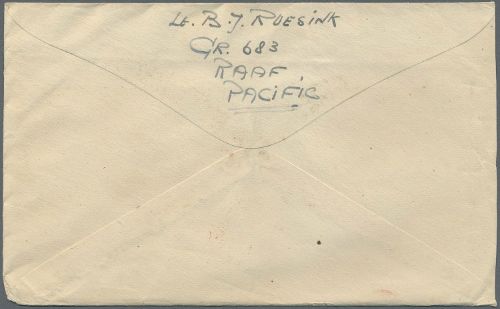 Lt. B. J. ROESINK
GR. 683
RAAF,
PACIFIC